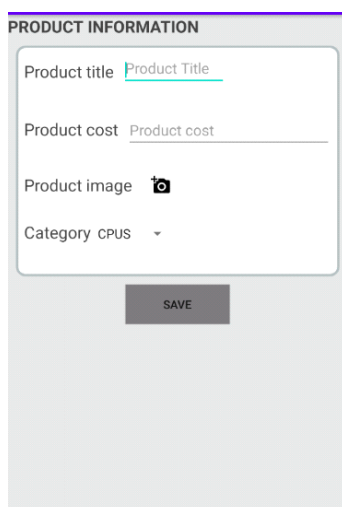 PRODUCT INFORMATION
Product title Product Title
Product cost Product cost
Product image
Category CPUS
SAVE